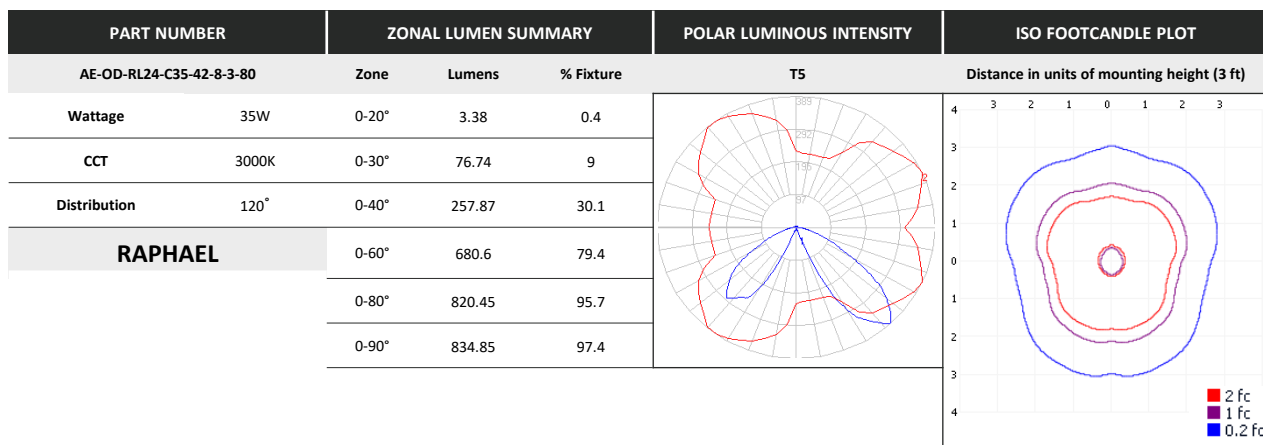 PART NUMBER ZONAL LUMEN SUMMARY POLAR LUMINOUS INTENSITY ISO FOOTCANDLE PLOT
AE-OD-RL24-C35-42-8-3-80 Zone Lumens % Fixture T5 Distance in units of mounting height (3 ft)
Wattage 35W 0-20° 3.38 0.4
CCT 3000K 0-30° 76.74 9
Distribution 120° 0-40° 257.87 30.1
RAPHAEL 0-60° 680.6 79.4
0-80° 820.45 95.7
0-90° 834.85 97.4
389
292
195
97
2
1
3 2 1 0 1 2 3
4
3
2
1
0
1
2
3
4
2 fc
1 fc
0.2 fc